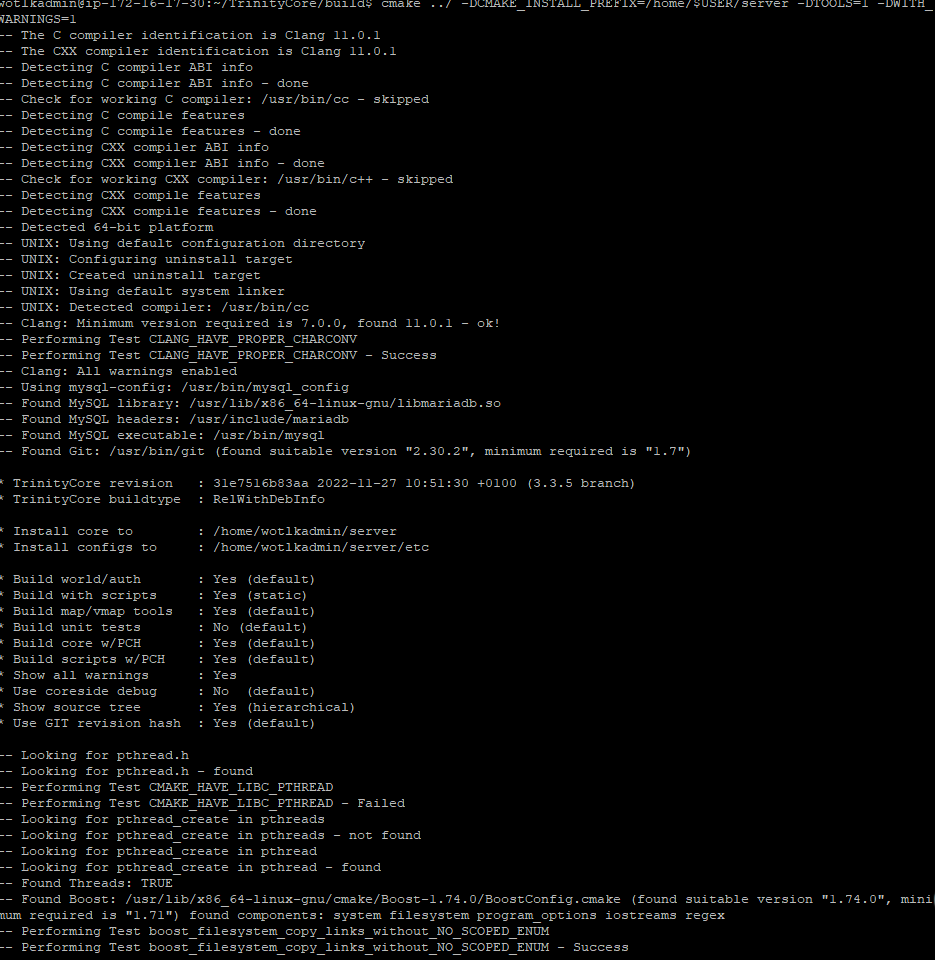 wotlkadmin@ip-172-16-17-30:~/TrinityCore/build$ cmake ../ -DCMAKE_INSTALL_PREFIX=/home/$USER/server -DTOOLS=1 -DWITH_
WARNINGS=1
-- The C compiler identification is Clang 11.0.1
-- The CXX compiler identification is Clang 11.0.1
-- Detecting C compiler ABI info
-- Detecting C compiler ABI info - done
-- Check for working C compiler: /usr/bin/cc - skipped
-- Detecting C compile features
-- Detecting C compile features - done
-- Detecting CXX compiler ABI info
-- Detecting CXX compiler ABI info - done
-- Check for working CXX compiler: /usr/bin/c++ - skipped
-- Detecting CXX compile features
-- Detecting CXX compile features - done
-- Detected 64-bit platform
-- UNIX: Using default configuration directory
-- UNIX: Configuring uninstall target
-- UNIX: Created uninstall target
-- UNIX: Using default system linker
-- UNIX: Detected compiler: /usr/bin/cc
-- Clang: Minimum version required is 7.0.0, found 11.0.1 - ok!
-- Performing Test CLANG_HAVE_PROPER_CHARCONV
-- Performing Test CLANG_HAVE_PROPER_CHARCONV - Success
-- Clang: All warnings enabled
-- Using mysql-config: /usr/bin/mysql_config
-- Found MySQL library: /usr/lib/x86_64-linux-gnu/libmariadb.so
-- Found MySQL headers: /usr/include/mariadb
-- Found MySQL executable: /usr/bin/mysql
-- Found Git: /usr/bin/git (found suitable version "2.30.2", minimum required is "1.7")
* TrinityCore revision   : 31e7516b83aa 2022-11-27 10:51:30 +0100 (3.3.5 branch)
* TrinityCore buildtype  : RelWithDebInfo
* Install core to        : /home/wotlkadmin/server
* Install configs to     : /home/wotlkadmin/server/etc
* Build world/auth       : Yes (default)
* Build with scripts     : Yes (static)
* Build map/vmap tools   : Yes (default)
* Build unit tests       : No (default)
* Build core w/PCH       : Yes (default)
* Build scripts w/PCH    : Yes (default)
* Show all warnings      : Yes
* Use coreside debug     : No  (default)
* Show source tree       : Yes (hierarchical)
* Use GIT revision hash  : Yes (default)
-- Looking for pthread.h
-- Looking for pthread.h - found
-- Performing Test CMAKE_HAVE_LIBC_PTHREAD
-- Performing Test CMAKE_HAVE_LIBC_PTHREAD - Failed
-- Looking for pthread_create in pthreads
-- Looking for pthread_create in pthreads - not found
-- Looking for pthread_create in pthread
-- Looking for pthread_create in pthread - found
-- Found Threads: TRUE
-- Found Boost: /usr/lib/x86_64-linux-gnu/cmake/Boost-1.74.0/BoostConfig.cmake (found suitable version "1.74.0", mini
mum required is "1.71") found components: system filesystem program_options iostreams regex
-- Performing Test boost_filesystem_copy_links_without_NO_SCOPED_ENUM
-- Performing Test boost_filesystem_copy_links_without_NO_SCOPED_ENUM - Success